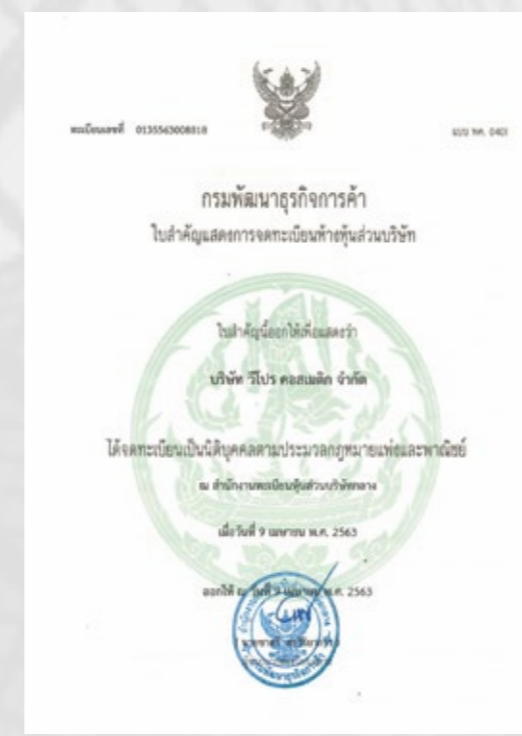 ทะเบียนเลขที่ 0135563008818
แบบ พค. 0401
กรมพัฒนาธุรกิจการค้า
ใบสำคัญแสดงการจดทะเบียนห้างหุ้นส่วนบริษัท
ใบสำคัญนี้ออกให้เพื่อแสดงว่า
บริษัท วีโปร คอสเมติก จำกัด
ได้จดทะเบียนเป็นนิติบุคคลตามประมวลกฎหมายแพ่งและพาณิชย์
ณ สำนักงานทะเบียนหุ้นส่วนบริษัทกลาง
เมื่อวันที่ 9 เมษายน พ.ศ. 2563
ออกให้ ณ วันที่ 9 เมษายน พ.ศ. 2563